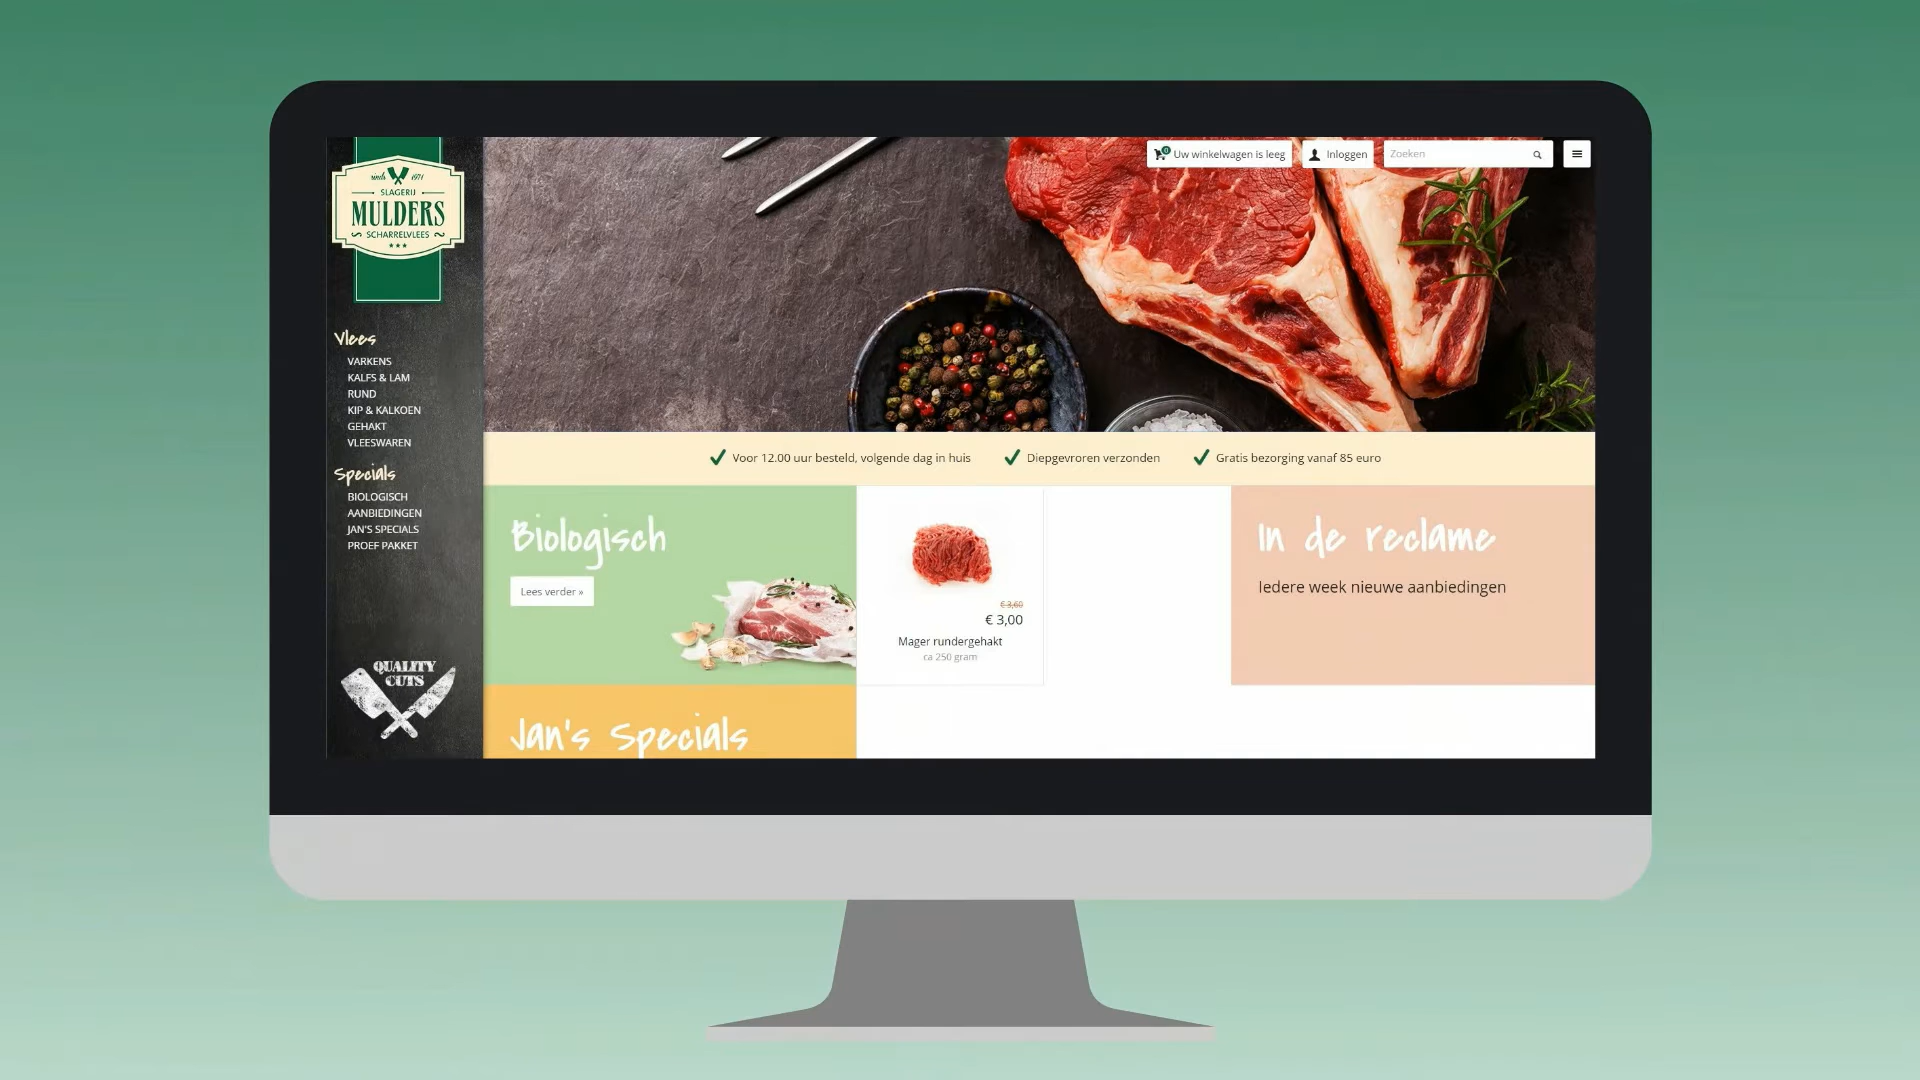 sinds 1971
SLAGERIJ
MULDERS
SCHARRELVLEES
Uw winkelwagen is leeg
0
Inloggen
Zoeken
Vlees
VARKENS
KALFS & LAM
RUND
KIP & KALKOEN
GEHAKT
VLEESWAREN
Specials
BIOLOGISCH
AANBIEDINGEN
JAN'S SPECIALS
PROEF PAKKET
QUALITY
CUTS
Voor 12.00 uur besteld, volgende dag in huis
Diepgevroren verzonden
Gratis bezorging vanaf 85 euro
Biologisch
Lees verder »
€ 3,60
€ 3,00
Mager rundergehakt
ca 250 gram
In de reclame
Iedere week nieuwe aanbiedingen
Jan's Specials